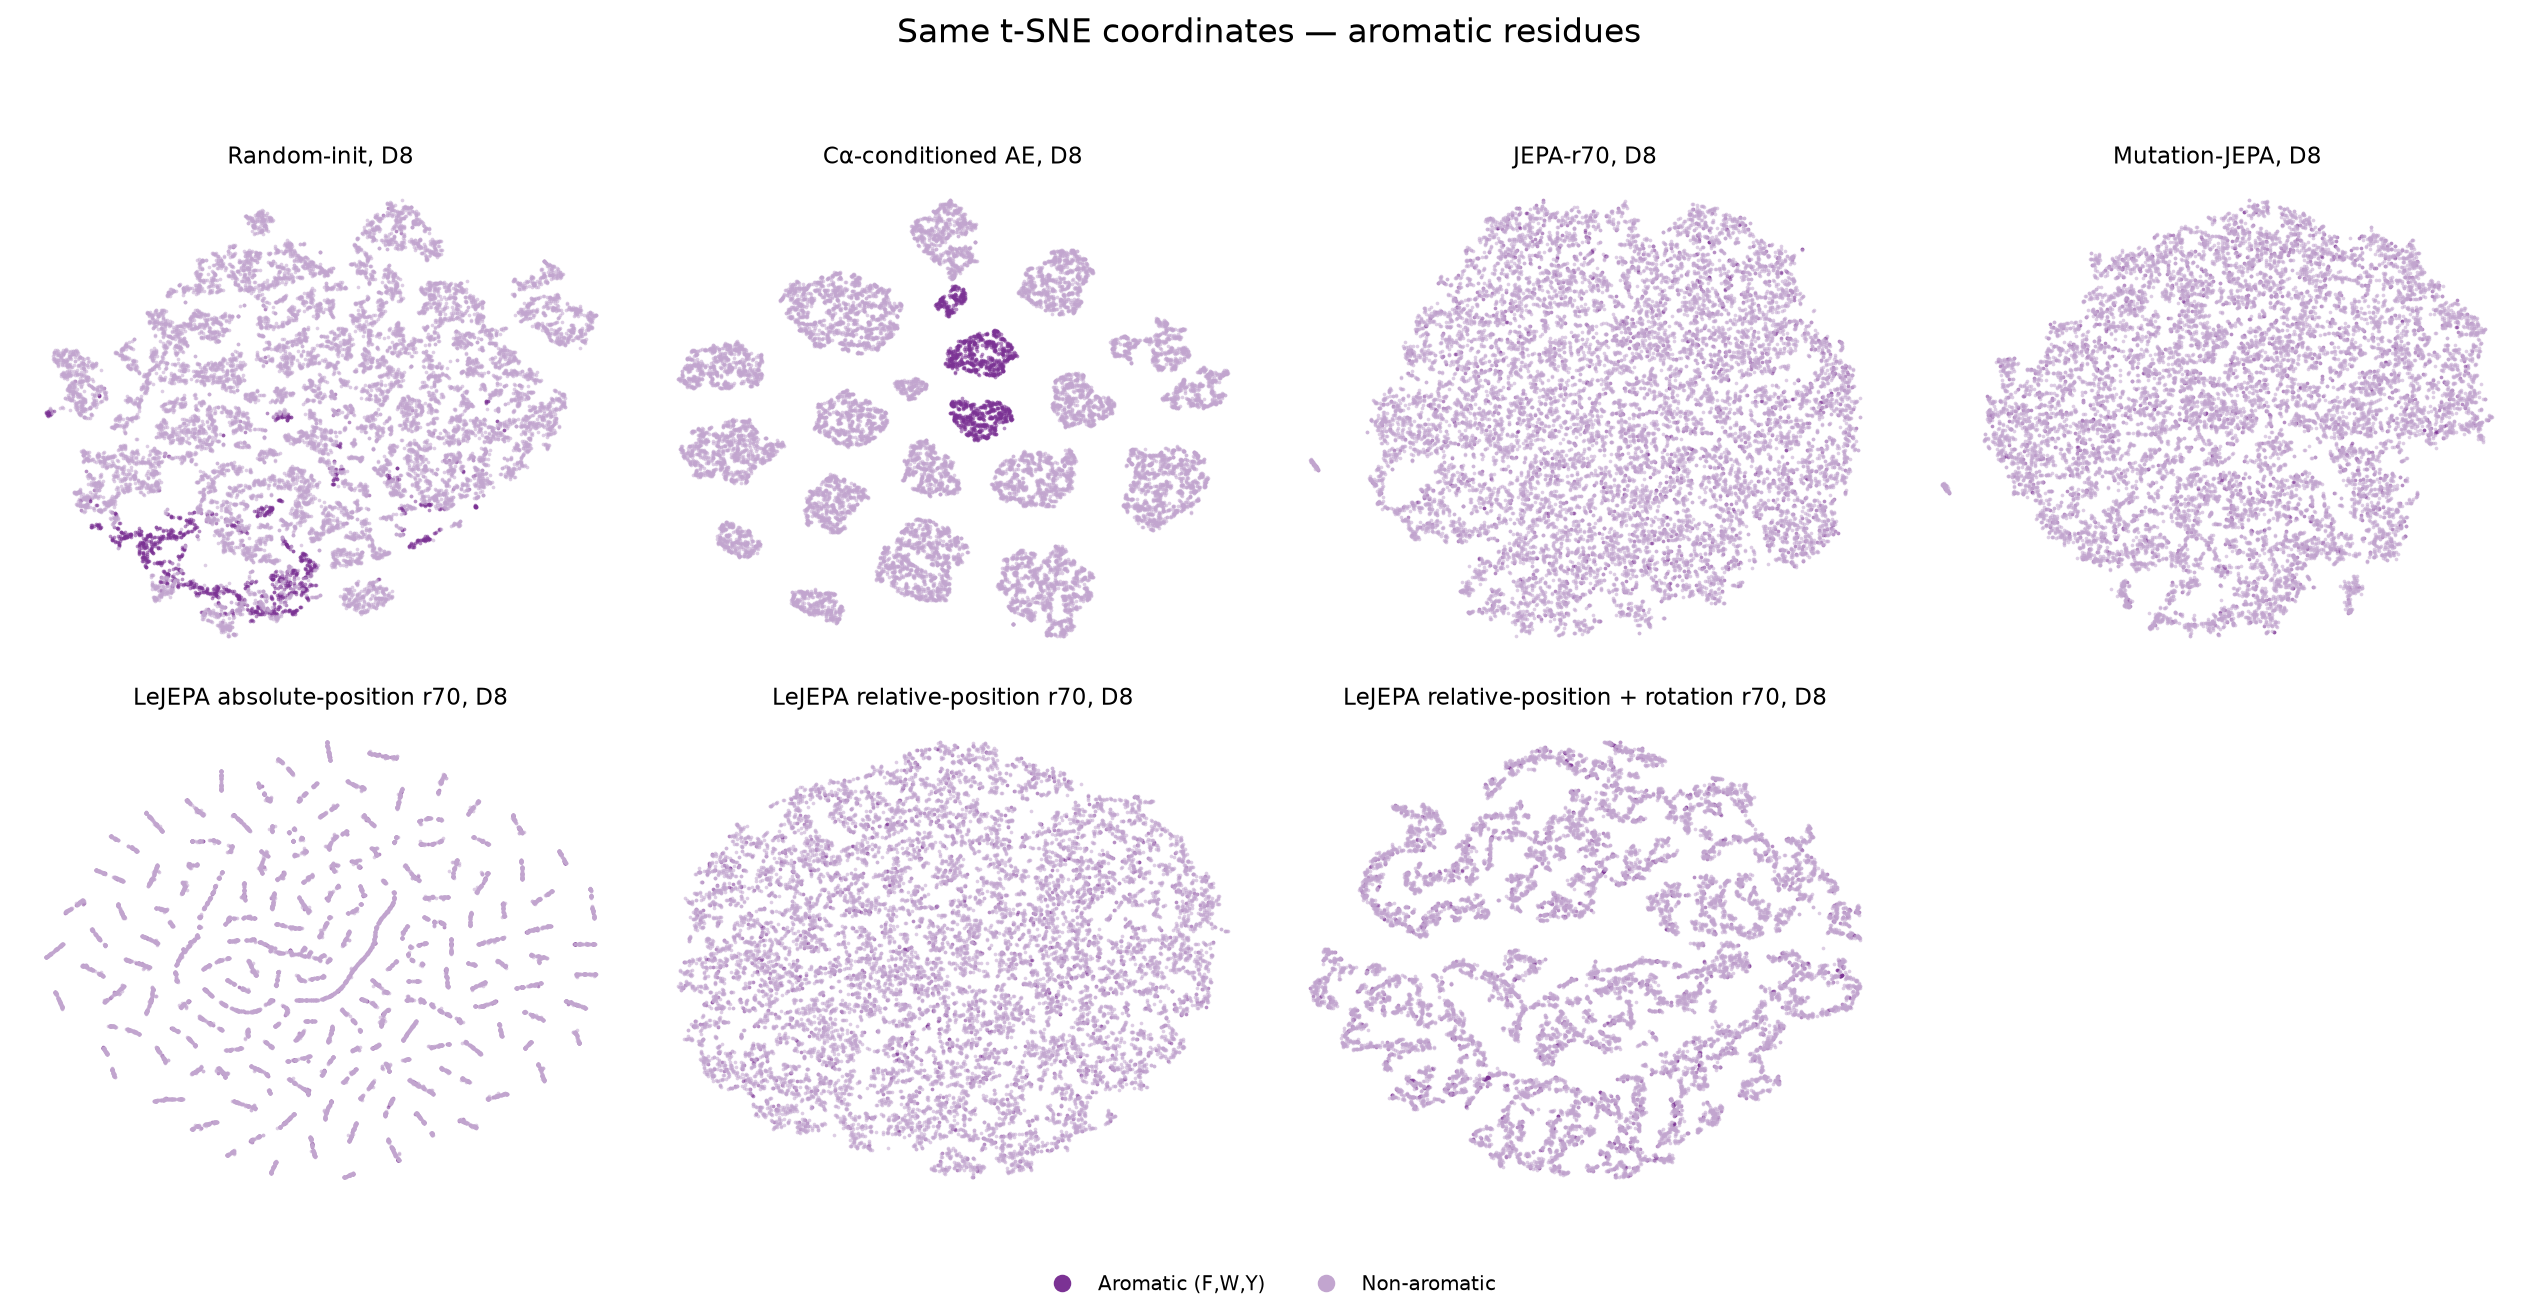 Same t-SNE coordinates — aromatic residues
Random-init, D8
Cα-conditioned AE, D8
JEPA-r70, D8
Mutation-JEPA, D8
LeJEPA absolute-position r70, D8
LeJEPA relative-position r70, D8
LeJEPA relative-position + rotation r70, D8
Aromatic (F,W,Y)
Non-aromatic